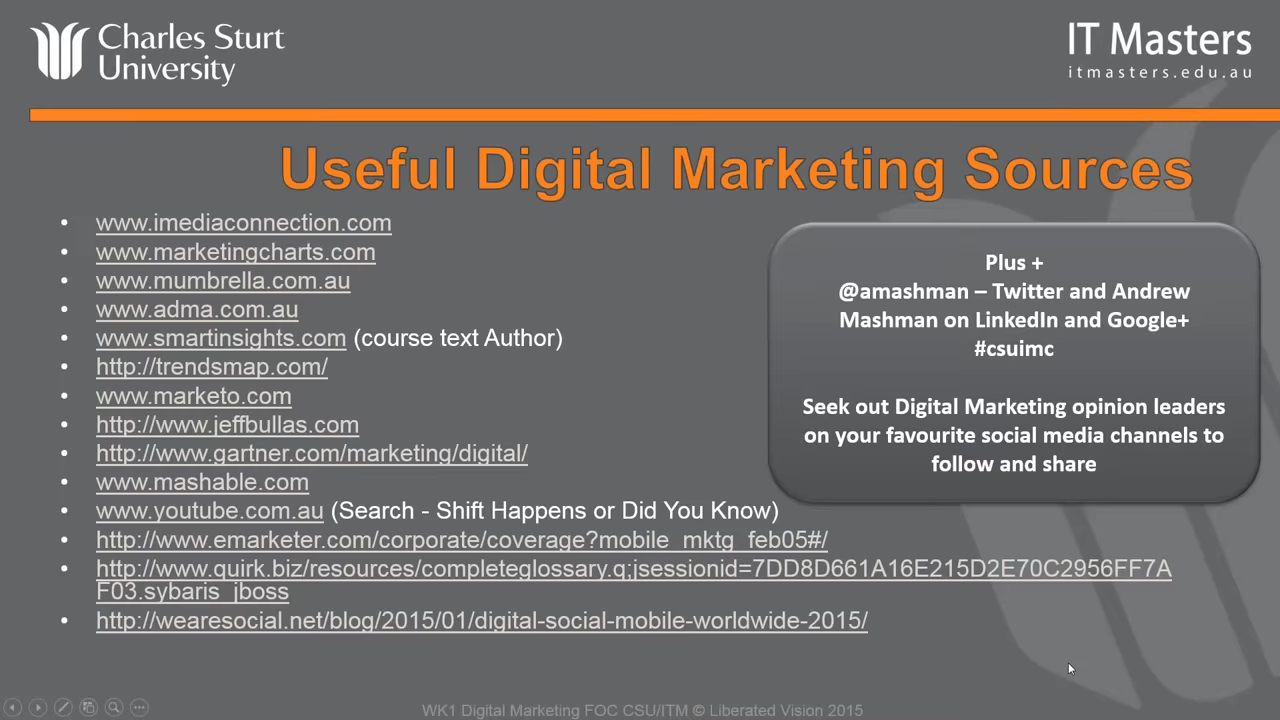 Charles Sturt
University
IT Masters
itmasters.edu.au
Useful Digital Marketing Sources
• www.imediaconnection.com
• www.marketingcharts.com
• www.mumbrella.com.au
• www.adma.com.au
• www.smartinsights.com (course text Author)
• http://trendsmap.com/
• www.marketo.com
• http://www.jeffbullas.com
• http://www.gartner.com/marketing/digital/
• www.mashable.com
• www.youtube.com.au (Search - Shift Happens or Did You Know)
• http://www.emarketer.com/corporate/coverage?mobile_mktg_feb05#/
• http://www.quirk.biz/resources/completeglossary.q;jsessionid=7DD8D661A16E215D2E70C2956FF7A
F03.sybaris_jboss
• http://wearesocial.net/blog/2015/01/digital-social-mobile-worldwide-2015/
Plus +
@amashman – Twitter and Andrew
Mashman on LinkedIn and Google+
#csuimc
Seek out Digital Marketing opinion leaders
on your favourite social media channels to
follow and share
WK1 Digital Marketing FOC CSU/ITM © Liberated Vision 2015